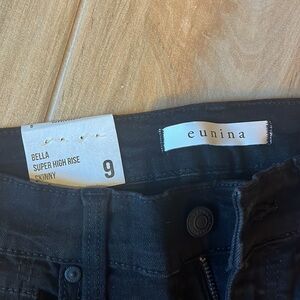 eunina
BELLA
SUPER HIGH RISE
SKINNY
9